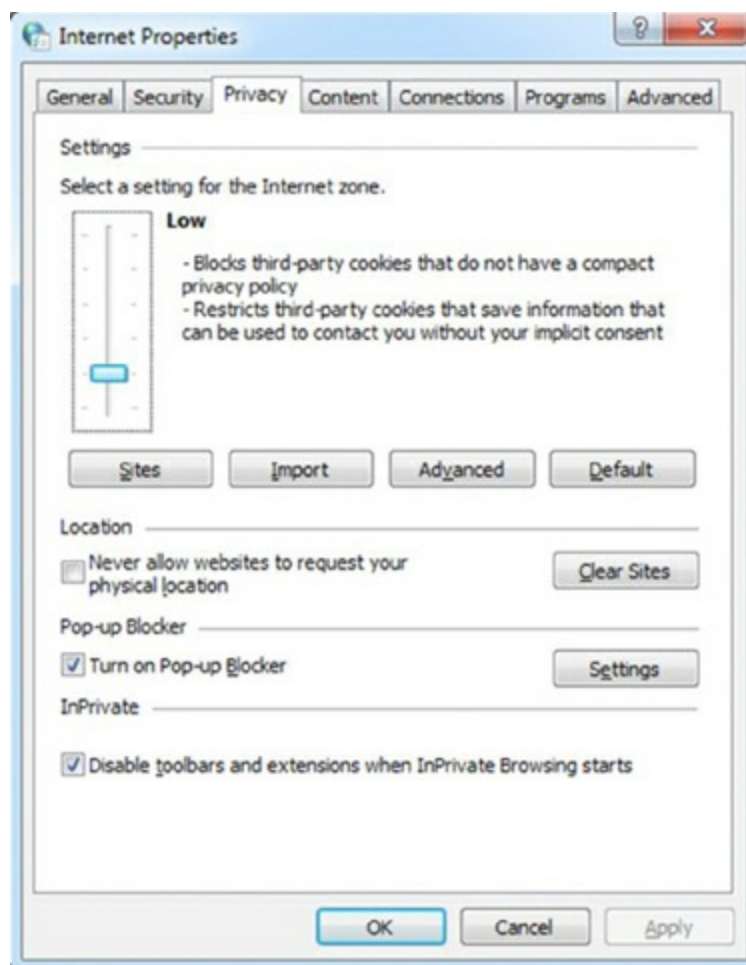 Internet Properties
General Security Privacy Content Connections Programs Advanced
Settings
Select a setting for the Internet zone.
Low
- Blocks third-party cookies that do not have a compact
privacy policy
- Restricts third-party cookies that save information that
can be used to contact you without your implicit consent
Sites Import Advanced Default
Location
Never allow websites to request your
physical location
Clear Sites
Pop-up Blocker
Turn on Pop-up Blocker Settings
InPrivate
Disable toolbars and extensions when InPrivate Browsing starts
OK Cancel Apply